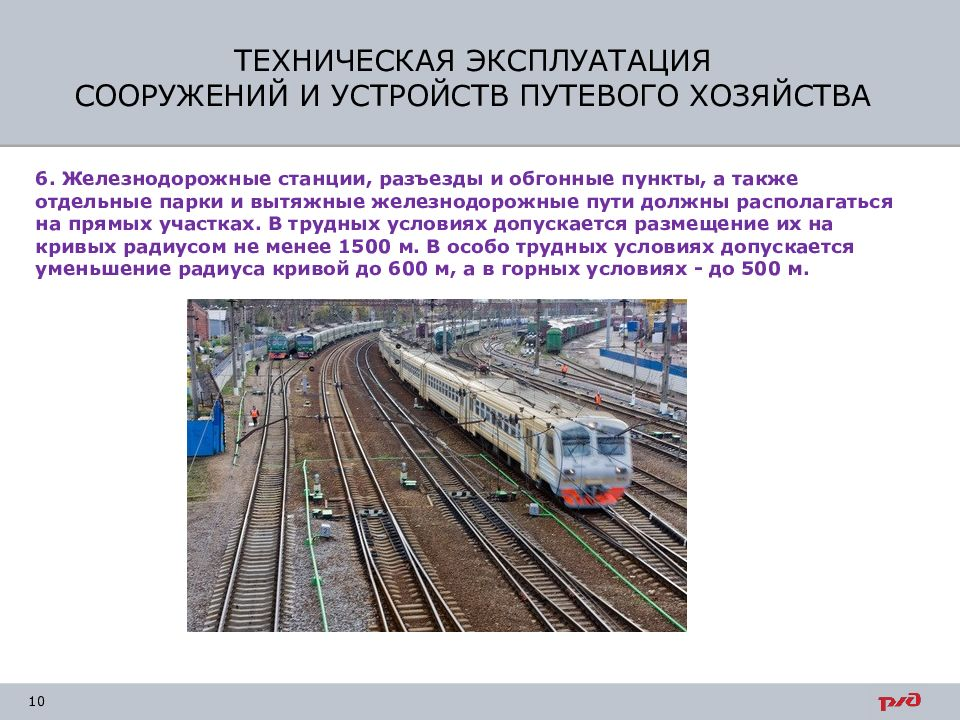 ТЕХНИЧЕСКАЯ ЭКСПЛУАТАЦИЯ
СООРУЖЕНИЙ И УСТРОЙСТВ ПУТЕВОГО ХОЗЯЙСТВА
6. Железнодорожные станции, разъезды и обгонные пункты, а также
отдельные парки и вытяжные железнодорожные пути должны располагаться
на прямых участках. В трудных условиях допускается размещение их на
кривых радиусом не менее 1500 м. В особо трудных условиях допускается
уменьшение радиуса кривой до 600 м, а в горных условиях - до 500 м.
10
РЖД